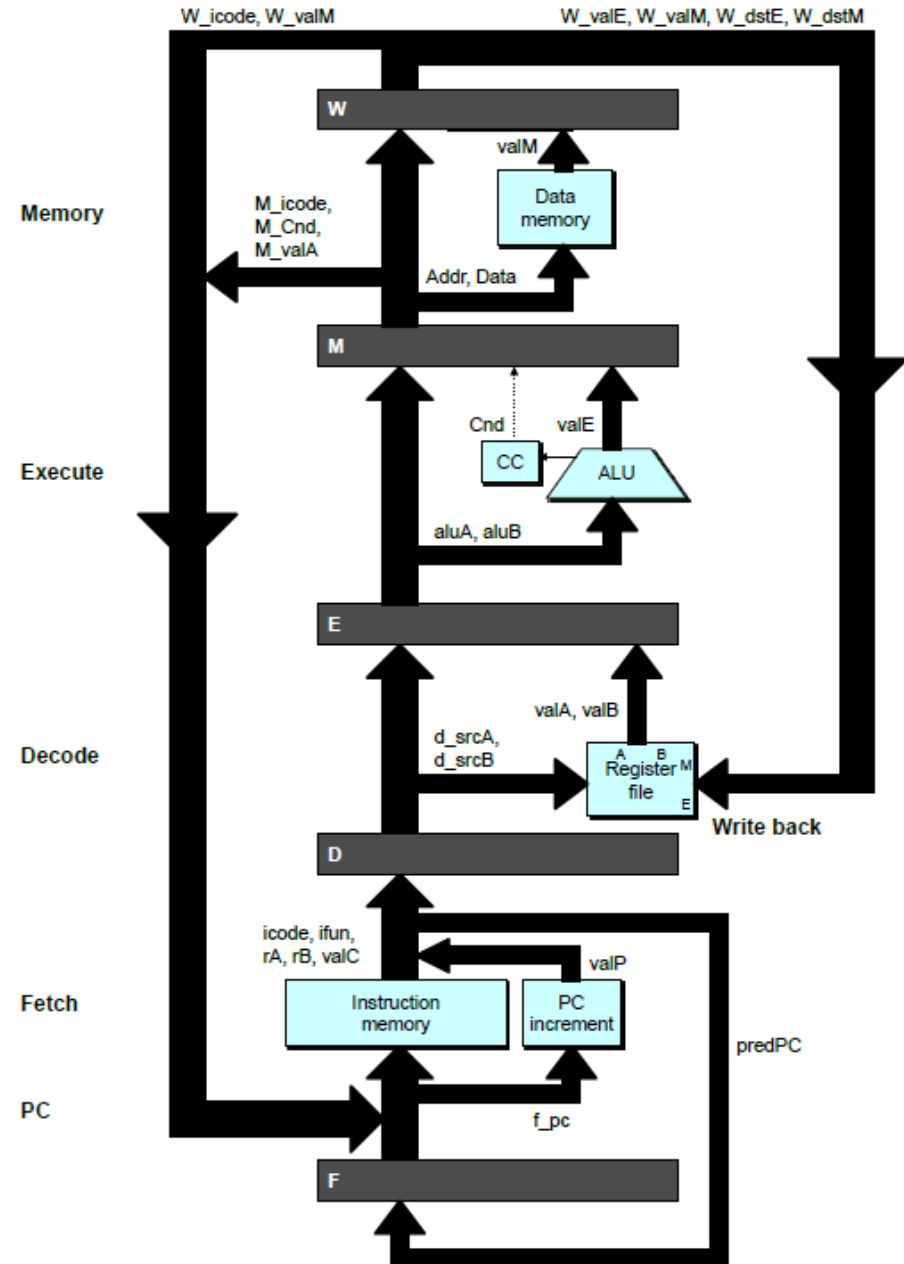 W_icode, W_valM
W_valE, W_valM, W_dstE, W_dstM
W
valM
Data
memory
Memory
M_icode,
M_Cnd,
M_valA
Addr, Data
M
Cnd
valE
CC
ALU
Execute
aluA, aluB
E
valA, valB
d_srcA,
d_srcB
A
B
M
Register
file
E
Decode
Write back
D
icode, ifun,
rA, rB, valC
valP
Fetch
Instruction
memory
PC
increment
predPC
PC
f_pc
F